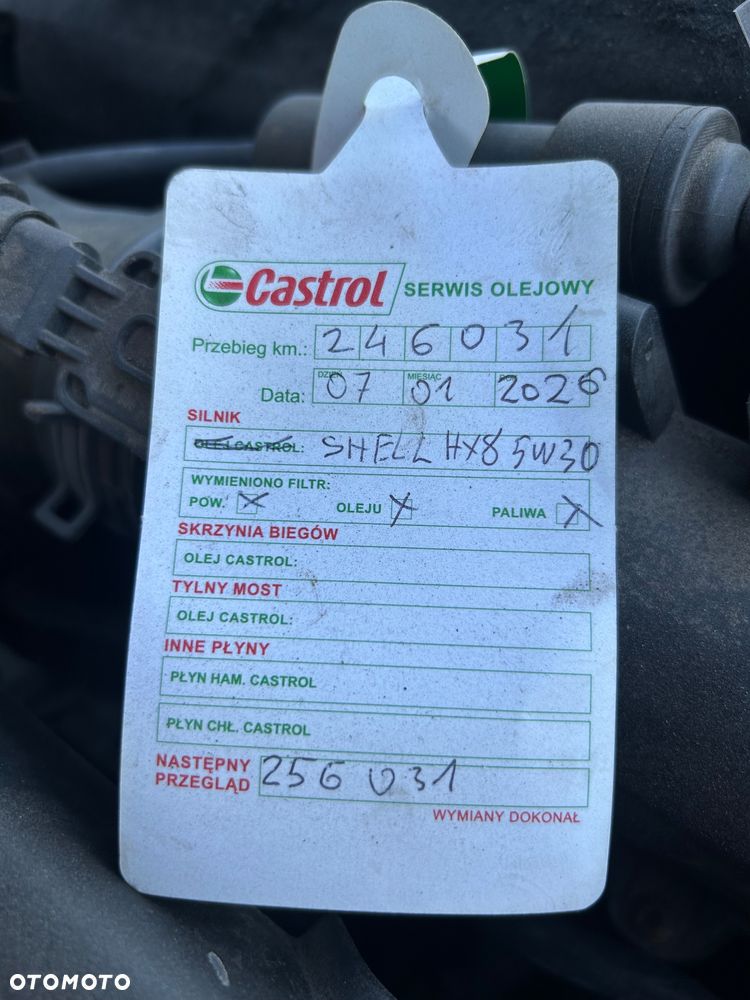 Castrol SERWIS OLEJOWY
Przebieg km.: 246031
DZIEŃ MIESIĄC
Data: 07 01 2026
SILNIK
OLEJ CASTROL: SHELL HX8 5W30
WYMIENIONO FILTR:
POW. X OLEJU X PALIWA X
SKRZYNIA BIEGÓW
OLEJ CASTROL:
TYLNY MOST
OLEJ CASTROL:
INNE PŁYNY
PŁYN HAM. CASTROL
PŁYN CHŁ. CASTROL
NASTĘPNY
PRZEGLĄD 256 031
WYMIANY DOKONAŁ
OTOMOTO